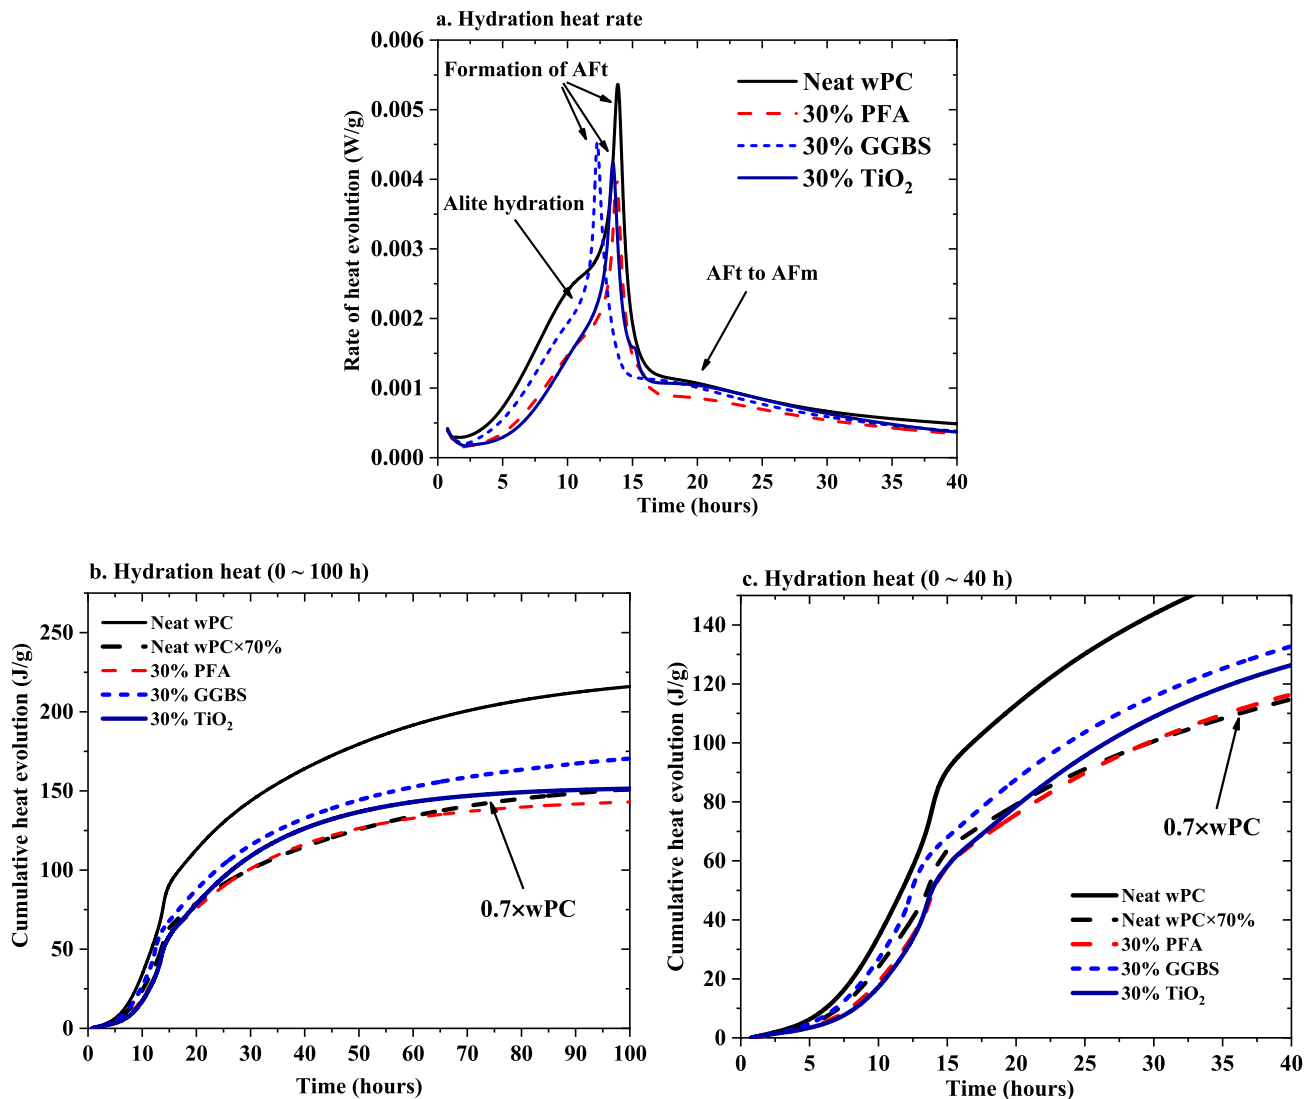 a. Hydration heat rate
0.006
0.005
0.004
0.003
0.002
0.001
0.000
Rate of heat evolution (W/g)
Formation of AFt
Alite hydration
AFt to AFm
Neat wPC
30% PFA
30% GGBS
30% TiO₂
0 5 10 15 20 25 30 35 40
Time (hours)
b. Hydration heat (0 ~ 100 h)
250
200
150
100
50
0
Cumulative heat evolution (J/g)
Neat wPC
Neat wPC×70%
30% PFA
30% GGBS
30% TiO₂
0.7×wPC
0 10 20 30 40 50 60 70 80 90 100
Time (hours)
c. Hydration heat (0 ~ 40 h)
140
120
100
80
60
40
20
0
Cumulative heat evolution (J/g)
0.7×wPC
Neat wPC
Neat wPC×70%
30% PFA
30% GGBS
30% TiO₂
0 5 10 15 20 25 30 35 40
Time (hours)